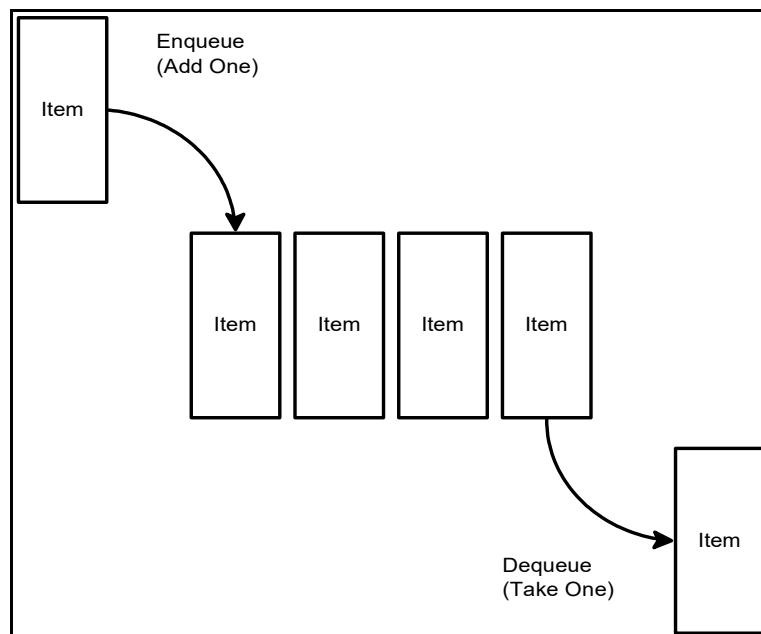 Enqueue
(Add One)
Item
Item
Item
Item
Item
Item
Dequeue
(Take One)